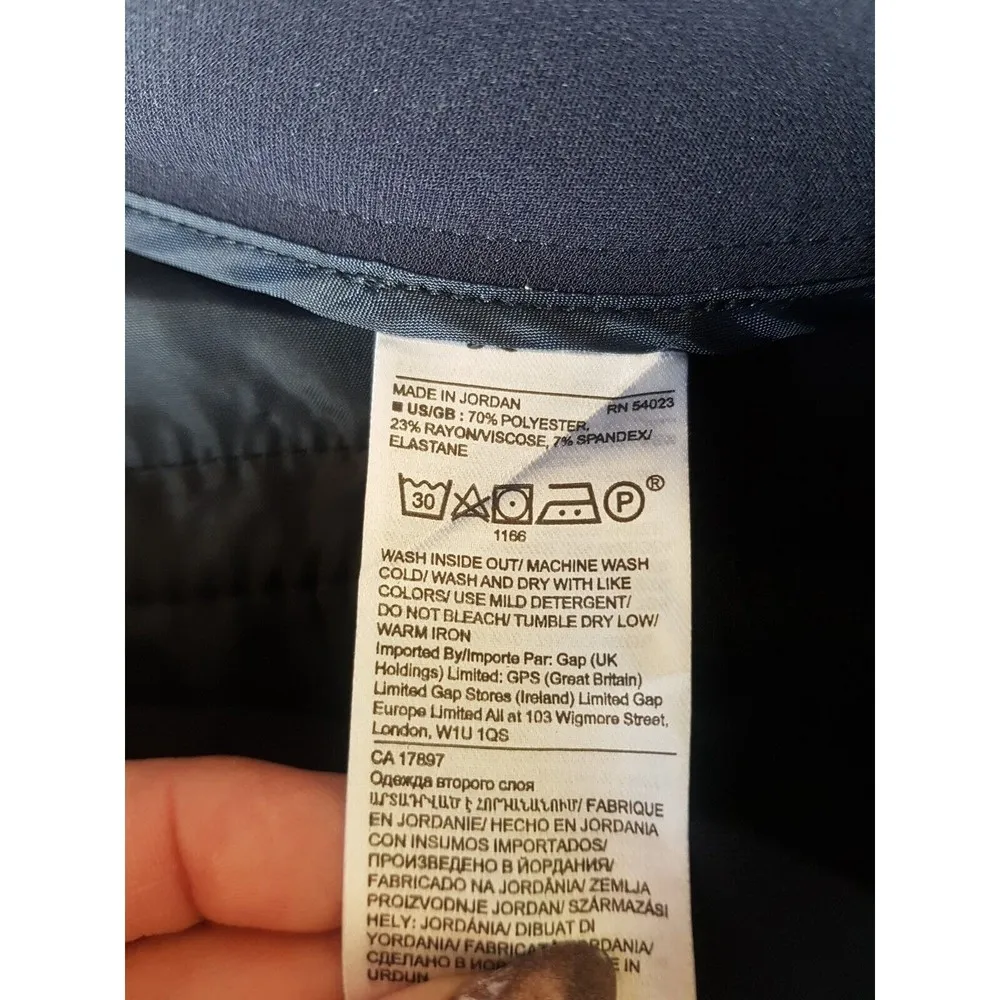 MADE IN JORDAN RN 54023
■ US/GB : 70% POLYESTER,
23% RAYON/VISCOSE, 7% SPANDEX/
ELASTANE
30 P ®
1166
WASH INSIDE OUT/ MACHINE WASH
COLD/ WASH AND DRY WITH LIKE
COLORS/ USE MILD DETERGENT/
DO NOT BLEACH/ TUMBLE DRY LOW/
WARM IRON
Imported By/Importe Par: Gap (UK
Holdings) Limited: GPS (Great Britain)
Limited Gap Stores (Ireland) Limited Gap
Europe Limited All at 103 Wigmore Street,
London, W1U 1QS
CA 17897
Одежда второго слоя
ԱՐՏԱԴՐՎԱԾ է ՀՈՐԴԱՆԱՆՈՒՄ/ FABRIQUE
EN JORDANIE/ HECHO EN JORDANIA
CON INSUMOS IMPORTADOS/
ПРОИЗВЕДЕНО В ЙОРДАНИЯ/
FABRICADO NA JORDÂNIA/ ZEMLJA
PROIZVODNJE JORDAN/ SZÁRMAZÁSI
HELY: JORDÁNIA/ DIBUAT DI
YORDANIA/
СДЕЛАНО В E IN
URDUN